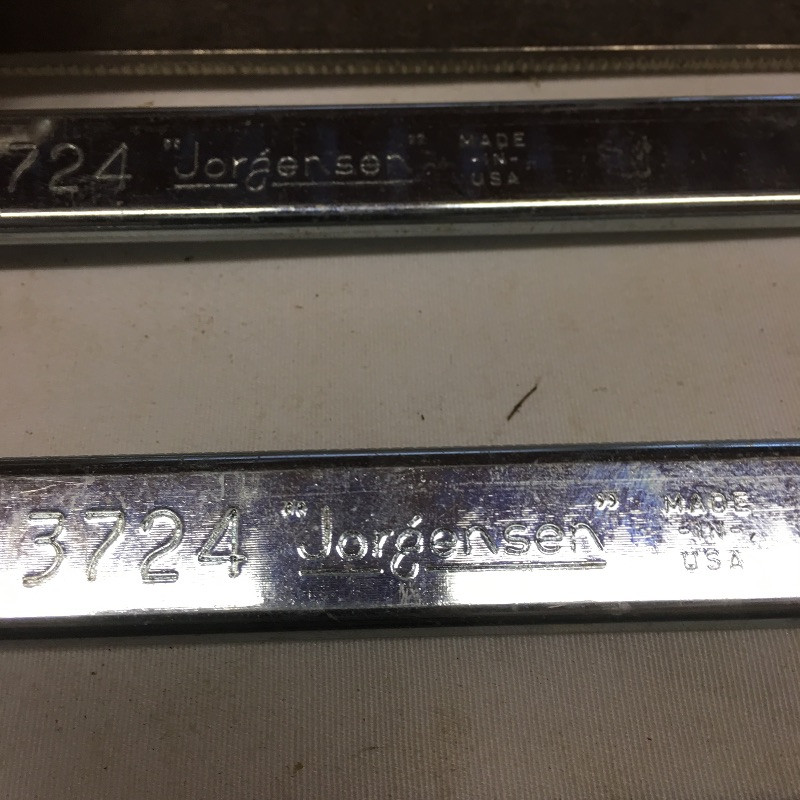 724 "Jorgensen" MADE
-IN-
USA
3724 "Jorgensen" MADE
-IN-
USA